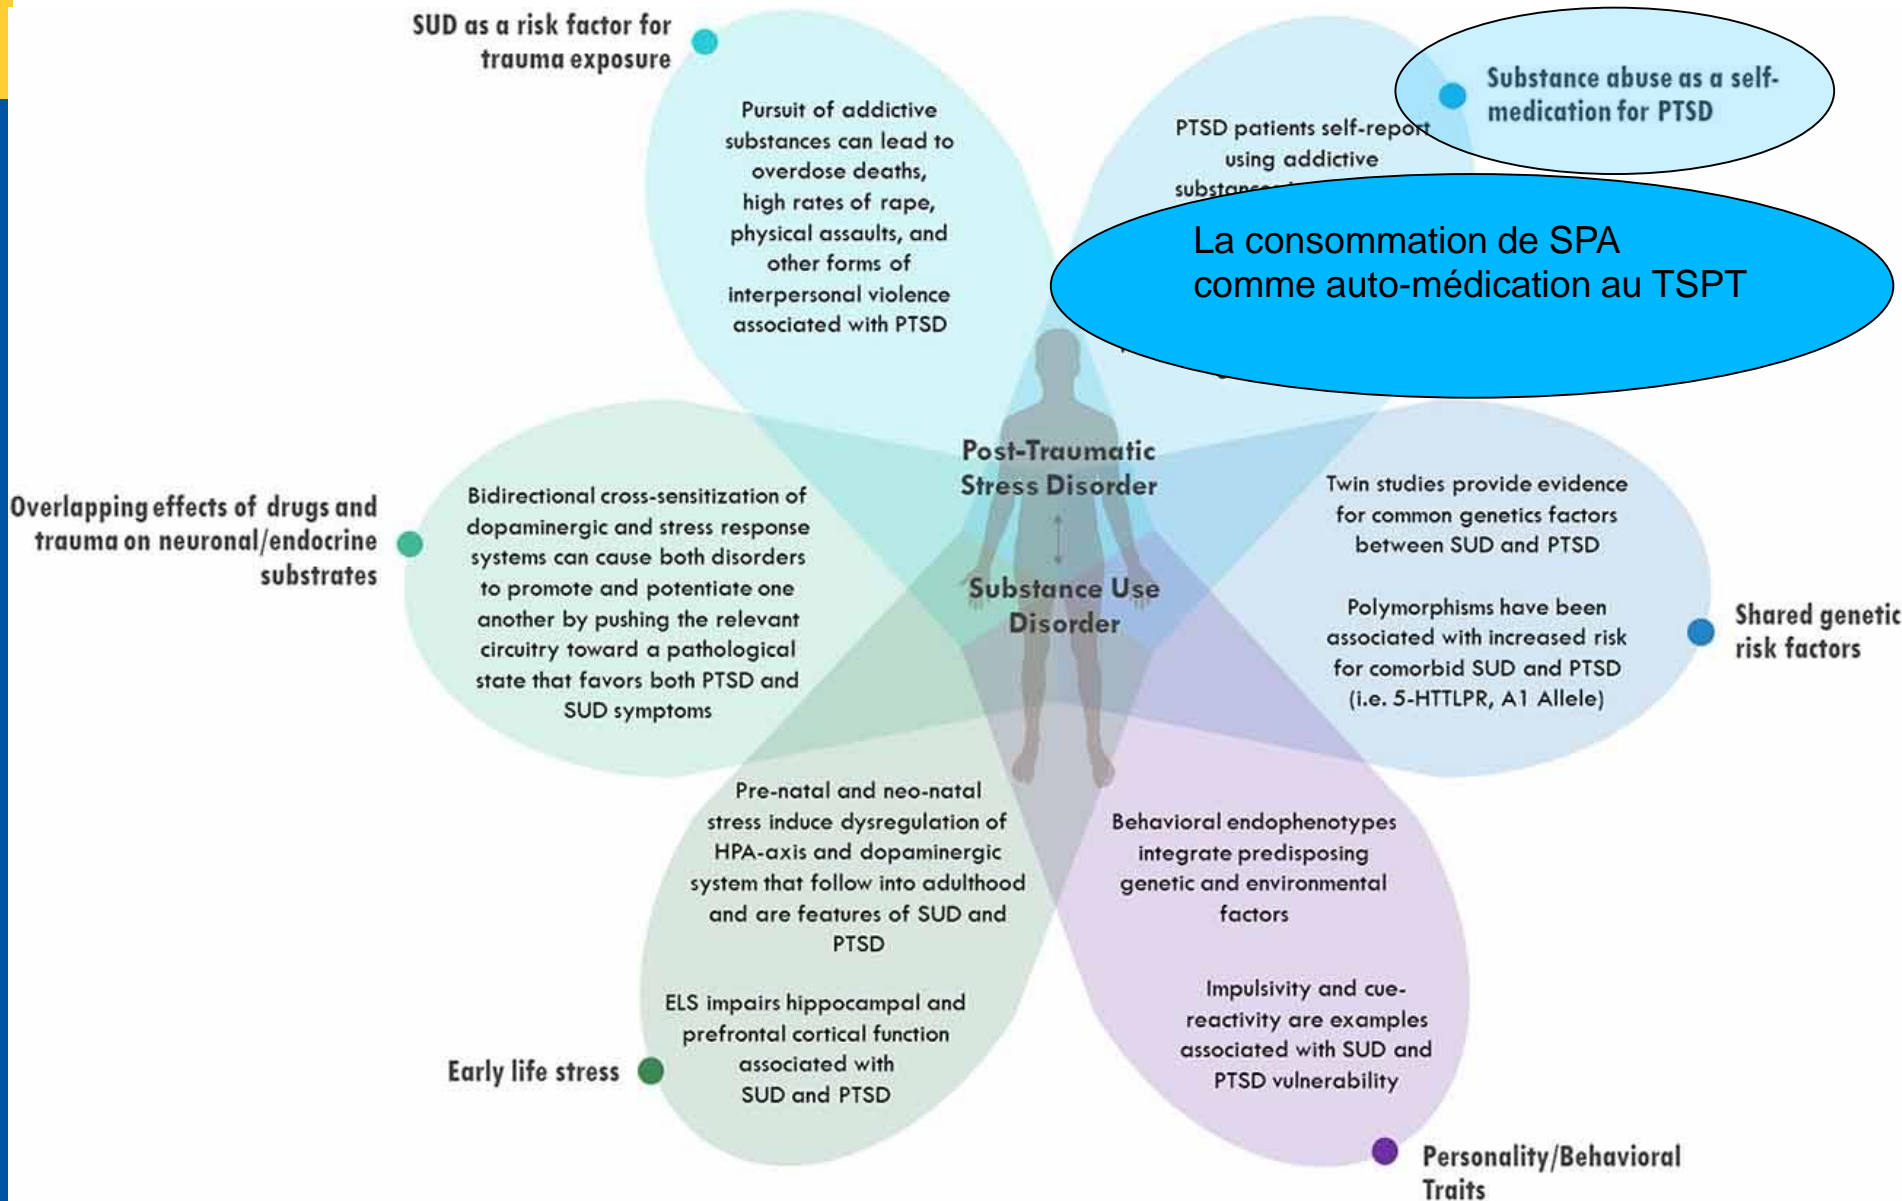 SUD as a risk factor for
trauma exposure
Pursuit of addictive
substances can lead to
overdose deaths,
high rates of rape,
physical assaults, and
other forms of
interpersonal violence
associated with PTSD
Substance abuse as a self-
medication for PTSD
PTSD patients self-report
using addictive
La consommation de SPA
comme auto-médication au TSPT
Post-Traumatic
Stress Disorder
Substance Use
Disorder
Overlapping effects of drugs and
trauma on neuronal/endocrine
substrates
Bidirectional cross-sensitization of
dopaminergic and stress response
systems can cause both disorders
to promote and potentiate one
another by pushing the relevant
circuitry toward a pathological
state that favors both PTSD and
SUD symptoms
Twin studies provide evidence
for common genetics factors
between SUD and PTSD
Polymorphisms have been
associated with increased risk
for comorbid SUD and PTSD
(i.e. 5-HTTLPR, A1 Allele)
Shared genetic
risk factors
Pre-natal and neo-natal
stress induce dysregulation of
HPA-axis and dopaminergic
system that follow into adulthood
and are features of SUD and
PTSD
ELS impairs hippocampal and
prefrontal cortical function
associated with
SUD and PTSD
Early life stress
Behavioral endophenotypes
integrate predisposing
genetic and environmental
factors
Impulsivity and cue-
reactivity are examples
associated with SUD and
PTSD vulnerability
Personality/Behavioral
Traits